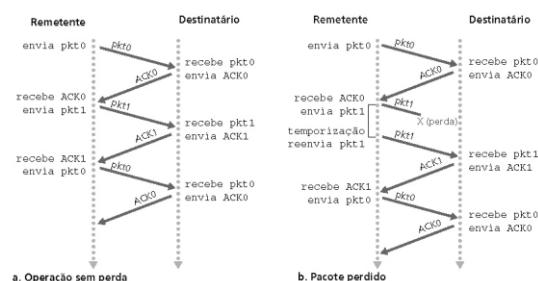 Remetente
Destinatário
envia pkt0
pkt0
recebe pkt0
envia ACK0
ACK0
recebe ACK0
envia pkt1
pkt1
recebe pkt1
envia ACK1
ACK1
recebe ACK1
envia pkt0
pkt0
recebe pkt0
envia ACK0
ACK0
a. Operação sem perda
Remetente
Destinatário
envia pkt0
pkt0
recebe pkt0
envia ACK0
ACK0
recebe ACK0
envia pkt1
pkt1
X (perda)
temporização
reenvia pkt1
pkt1
recebe pkt1
envia ACK1
ACK1
recebe ACK1
envia pkt0
pkt0
recebe pkt0
envia ACK0
ACK0
b. Pacote perdido